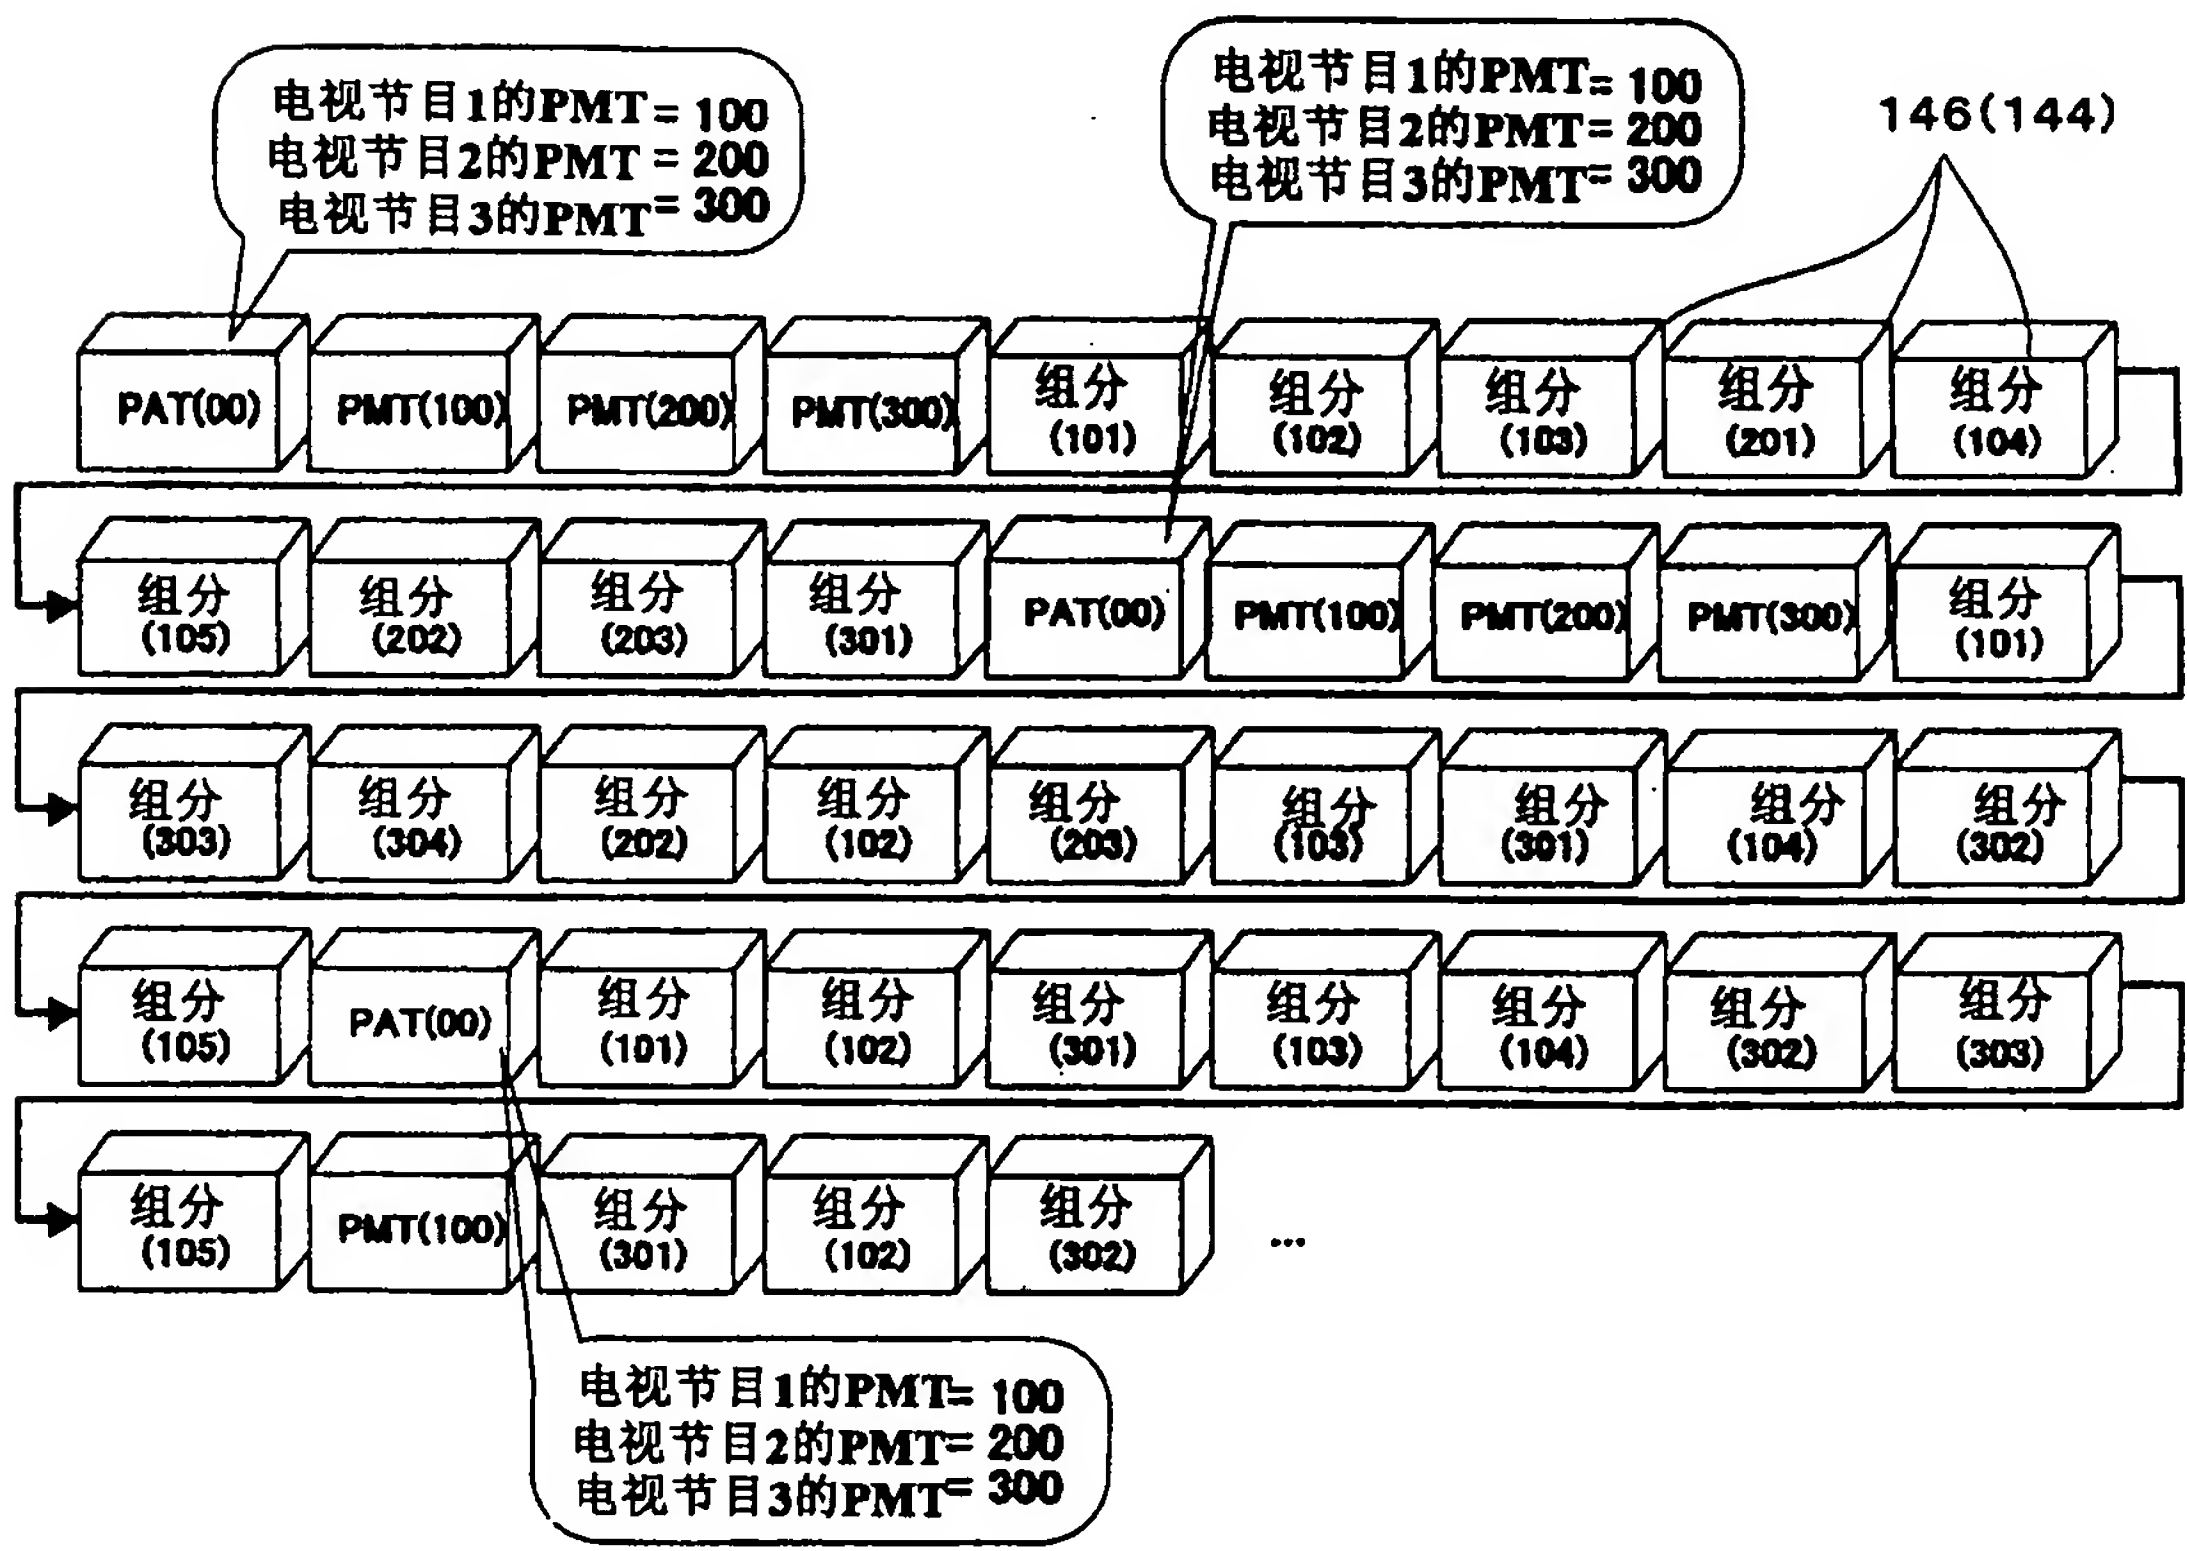 电视节目1的PMT= 100
电视节目2的PMT = 200
电视节目3的PMT= 300
电视节目1的PMT= 100
电视节目2的PMT= 200
电视节目3的PMT= 300
146(144)
PAT(00)
PMT(100)
PMT(200)
PMT(300)
组分
(101)
组分
(102)
组分
(103)
组分
(201)
组分
(104)
组分
(105)
组分
(202)
组分
(203)
组分
(301)
PAT(00)
PMT(100)
PMT(200)
PMT(300)
组分
(101)
组分
(303)
组分
(304)
组分
(202)
组分
(102)
组分
(203)
组分
(103)
组分
(301)
组分
(104)
组分
(302)
组分
(105)
PAT(00)
组分
(101)
组分
(102)
组分
(301)
组分
(103)
组分
(104)
组分
(302)
组分
(303)
组分
(105)
PMT(100)
组分
(301)
组分
(102)
组分
(302)
...
电视节目1的PMT= 100
电视节目2的PMT= 200
电视节目3的PMT= 300